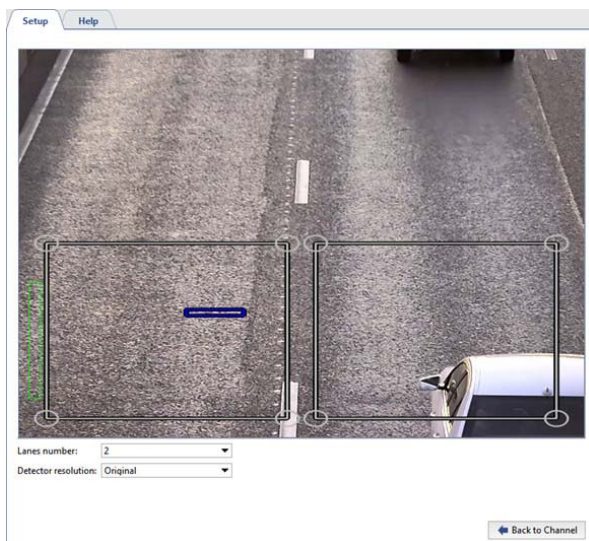 Setup
Help
Lanes number:
2
Detector resolution:
Original
Back to Channel